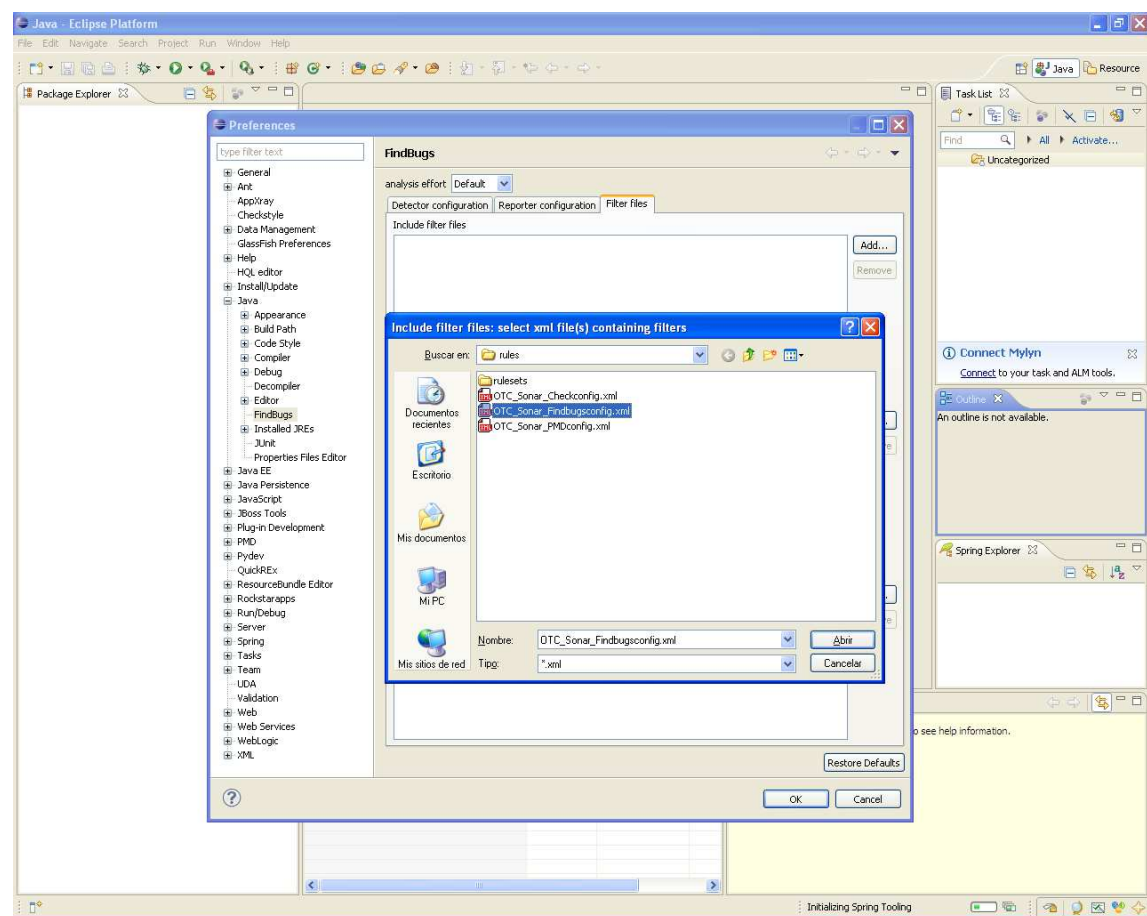 Java - Eclipse Platform
File Edit Navigate Search Project Run Window Help
Java Resource
Package Explorer
Task List
Find All Activate...
Uncategorized
Connect Mylyn
Connect to your task and ALM tools.
Outline
An outline is not available.
Spring Explorer
Preferences
type filter text
General
Ant
AppXray
Checkstyle
Data Management
GlassFish Preferences
Help
HQL editor
Install/Update
Java
Appearance
Build Path
Code Style
Compiler
Debug
Decompiler
Editor
FindBugs
Installed JREs
JUnit
Properties Files Editor
Java EE
Java Persistence
JavaScript
JBoss Tools
Plug-in Development
PMD
Pydev
QuickREx
ResourceBundle Editor
Rockstarapps
Run/Debug
Server
Spring
Tasks
Team
UDA
Validation
Web
Web Services
WebLogic
XML
FindBugs
analysis effort Default
Detector configuration Reporter configuration Filter files
Include filter files
Add...
Remove
Include filter files: select xml file(s) containing filters
Buscar en: rules
Documentos recientes
Escritorio
Mis documentos
Mi PC
Mis sitios de red
rulesets
OTC_Sonar_Checkconfig.xml
OTC_Sonar_Findbugsconfig.xml
OTC_Sonar_PMDconfig.xml
Nombre: OTC_Sonar_Findbugsconfig.xml Abrir
Tipo: *.xml Cancelar
Restore Defaults
OK Cancel
o see help information.
Initializing Spring Tooling